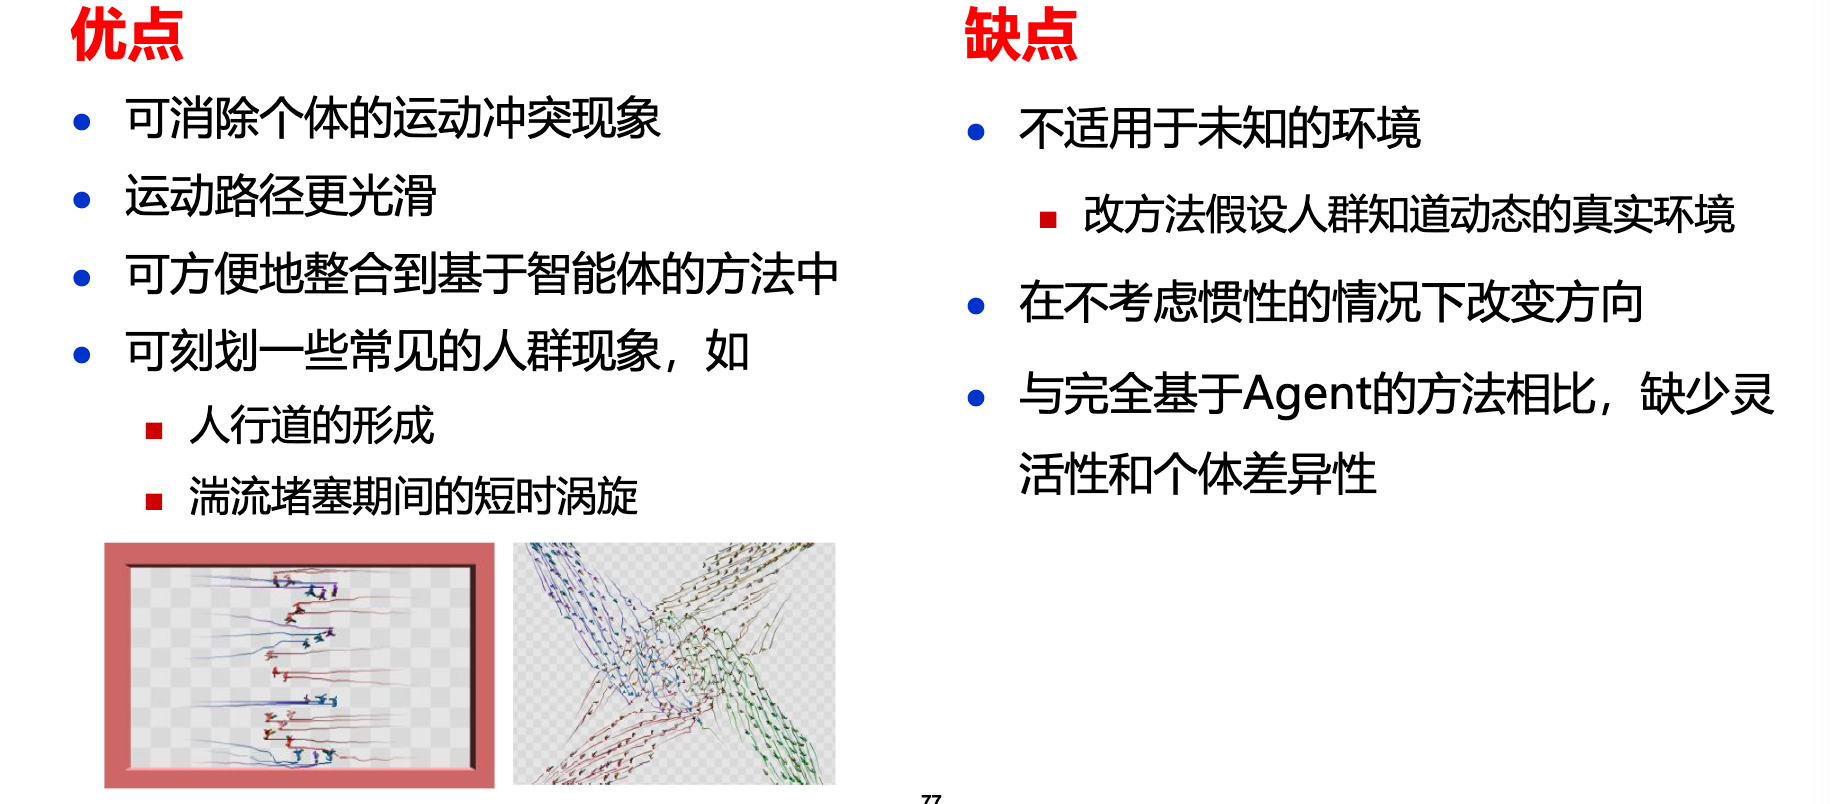 优点
可消除个体的运动冲突现象
运动路径更光滑
可方便地整合到基于智能体的方法中
可刻划一些常见的人群现象，如
人行道的形成
湍流堵塞期间的短时涡旋
缺点
不适用于未知的环境
改方法假设人群知道动态的真实环境
在不考虑惯性的情况下改变方向
与完全基于Agent的方法相比，缺少灵
活性和个体差异性
77